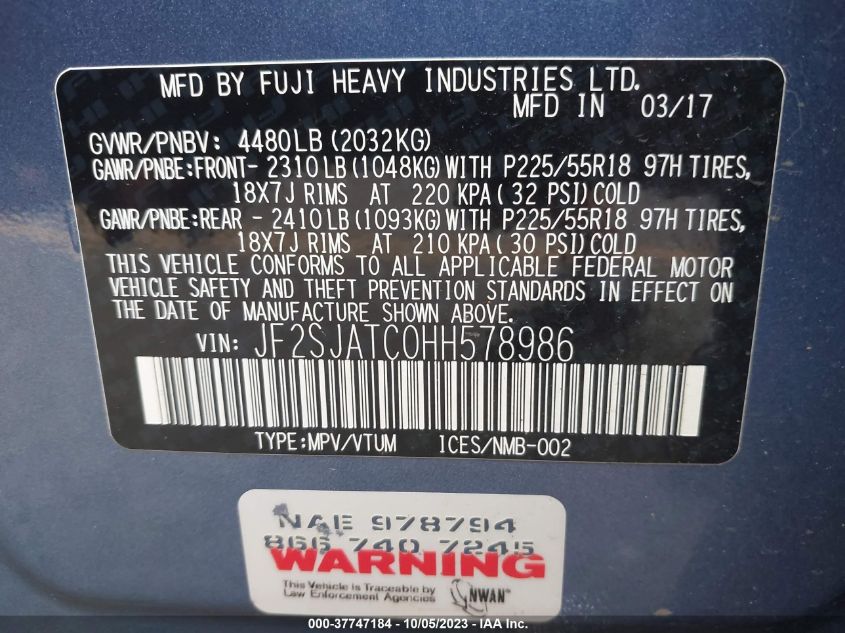 MFD BY FUJI HEAVY INDUSTRIES LTD.
MFD IN 03/17
GVWR/PNBV: 4480LB (2032KG)
GAWR/PNBE:FRONT- 2310LB (1048KG) WITH P225/55R18 97H TIRES,
18X7J RIMS AT 220 KPA( 32 PSI)COLD
GAWR/PNBE:REAR - 2410LB (1093KG) WITH P225/55R18 97H TIRES,
18X7J RIMS AT 210 KPA( 30 PSI)COLD
THIS VEHICLE CONFORMS TO ALL APPLICABLE FEDERAL MOTOR
VEHICLE SAFETY AND THEFT PREVENTION STANDARDS IN EFFECT ON
THE DATE OF MANUFACTURE SHOWN ABOVE.
VIN: JF2SJATC0HH578986
TYPE:MPV/VTUM ICES/NMB-002
NAE 978794
866 740 7245
WARNING
This Vehicle is Traceable by
Law Enforcement Agencies NWAN
000-37747184 - 10/05/2023 - IAA Inc.